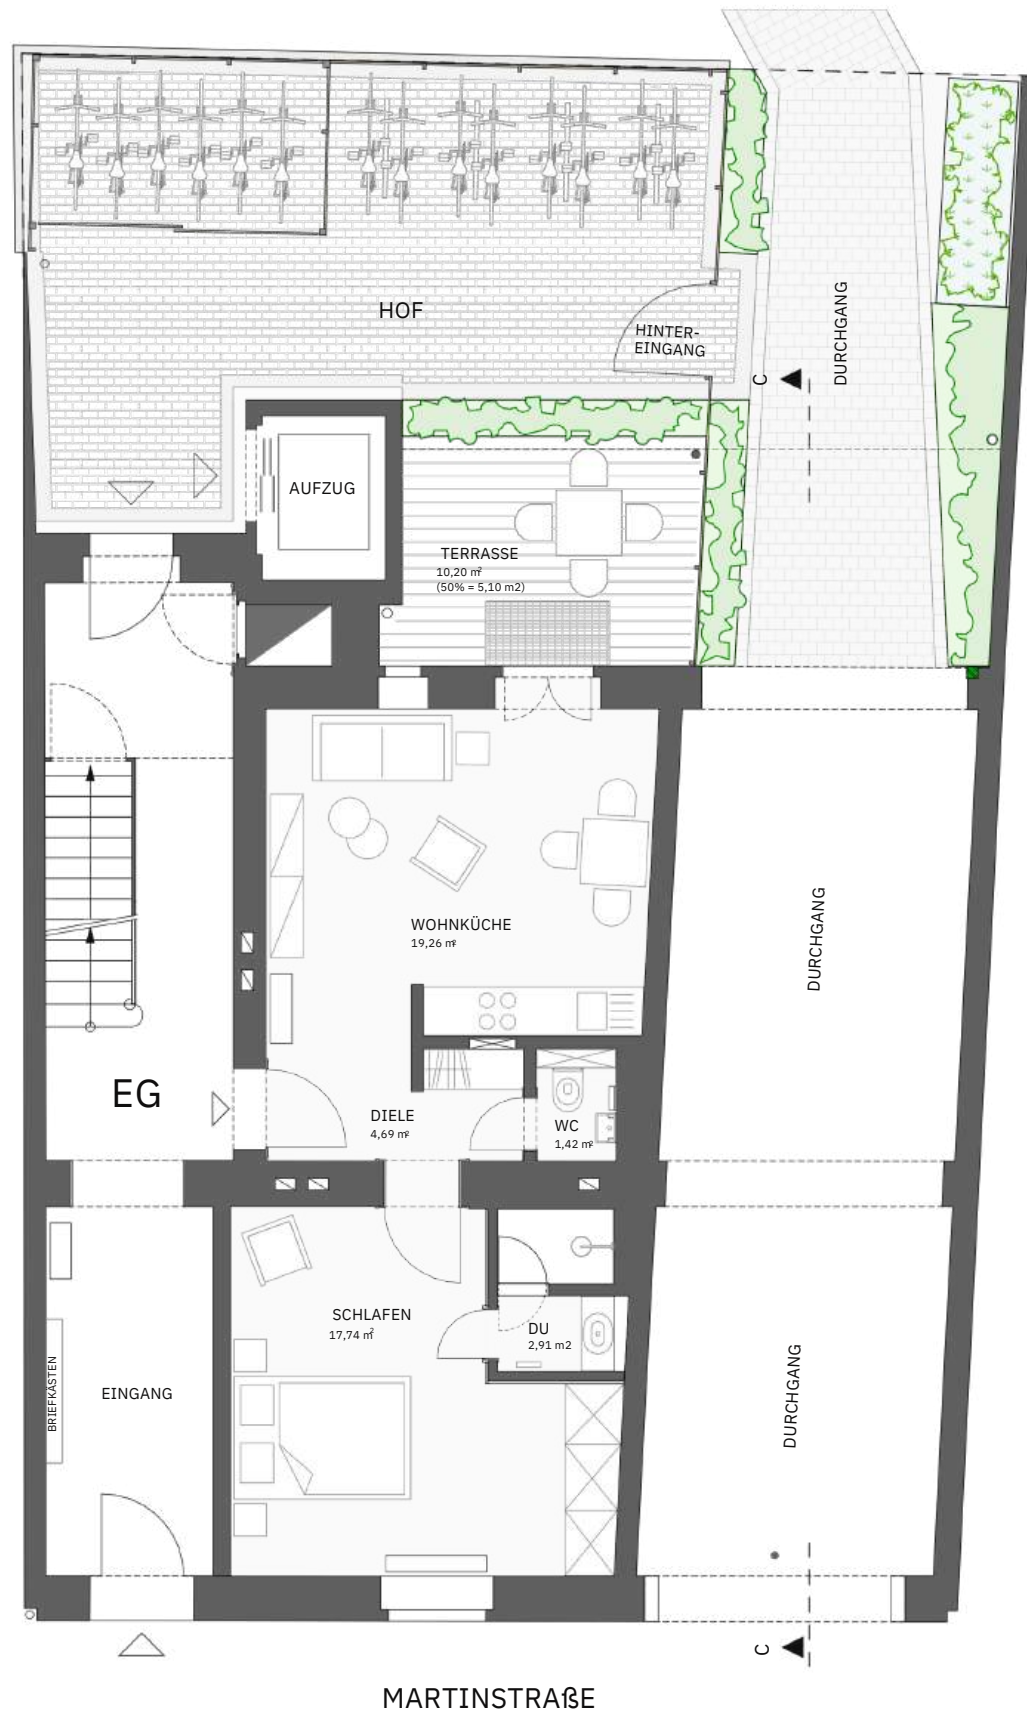 HOF
HINTER-
EINGANG
DURCHGANG
C
AUFZUG
TERRASSE
10,20 m²
(50% = 5,10 m2)
WOHNKÜCHE
19,26 m²
DURCHGANG
EG
DIELE
4,69 m²
WC
1,42 m²
SCHLAFEN
17,74 m²
DU
2,91 m2
BRIEFKÄSTEN
EINGANG
DURCHGANG
C
MARTINSTRAßE